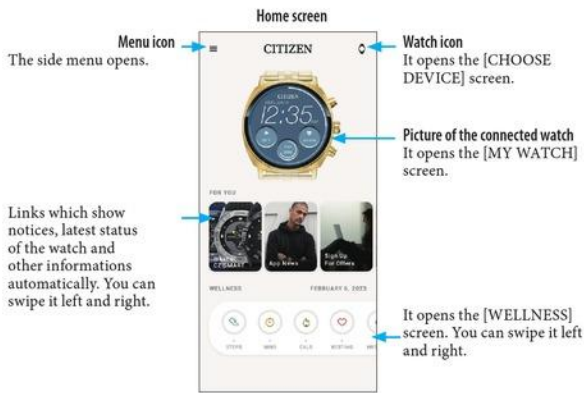 Home screen
Menu icon
The side menu opens.
CITIZEN
Watch icon
It opens the [CHOOSE
DEVICE] screen.
CITIZEN
12:35
Picture of the connected watch
It opens the [MY WATCH]
screen.
FOR YOU
Links which show
notices, latest status
of the watch and
other informations
automatically. You can
swipe it left and right.
CZ SMART
App News
Sign Up
For Offers
WELLNESS
FEBRUARY 6, 2023
It opens the [WELLNESS]
screen. You can swipe it left
and right.
STEPS
MINS
CALS
RESTING